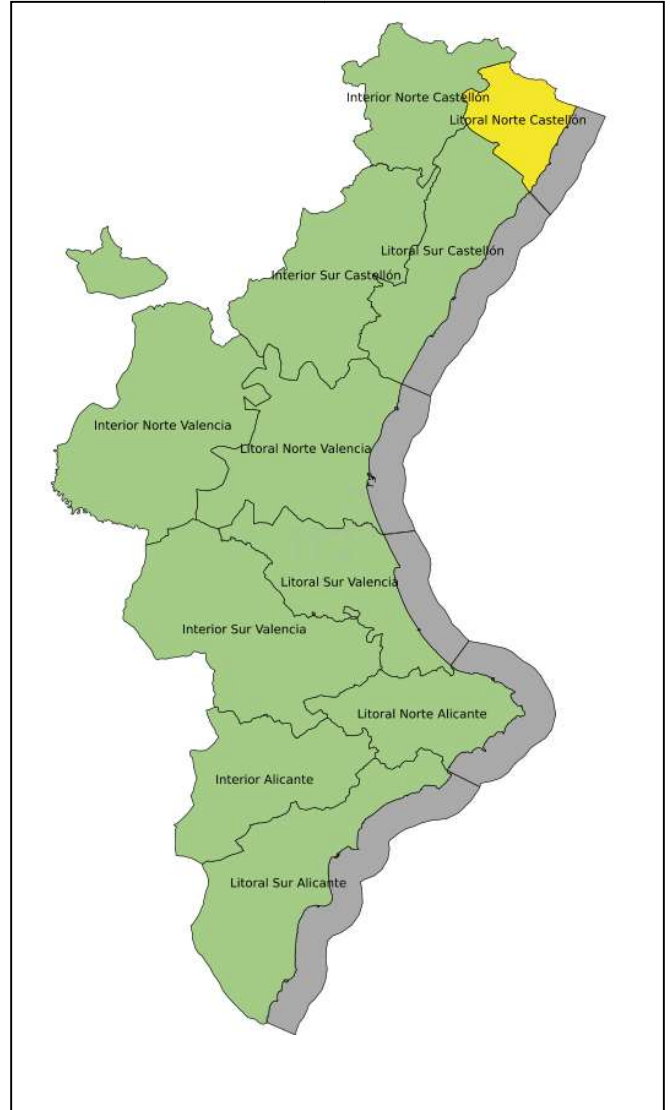 Interior Norte Castellón
Litoral Norte Castellón
Litoral Sur Castellón
Interior Sur Castellón
Interior Norte Valencia
Litoral Norte Valencia
Litoral Sur Valencia
Interior Sur Valencia
Litoral Norte Alicante
Interior Alicante
Litoral Sur Alicante